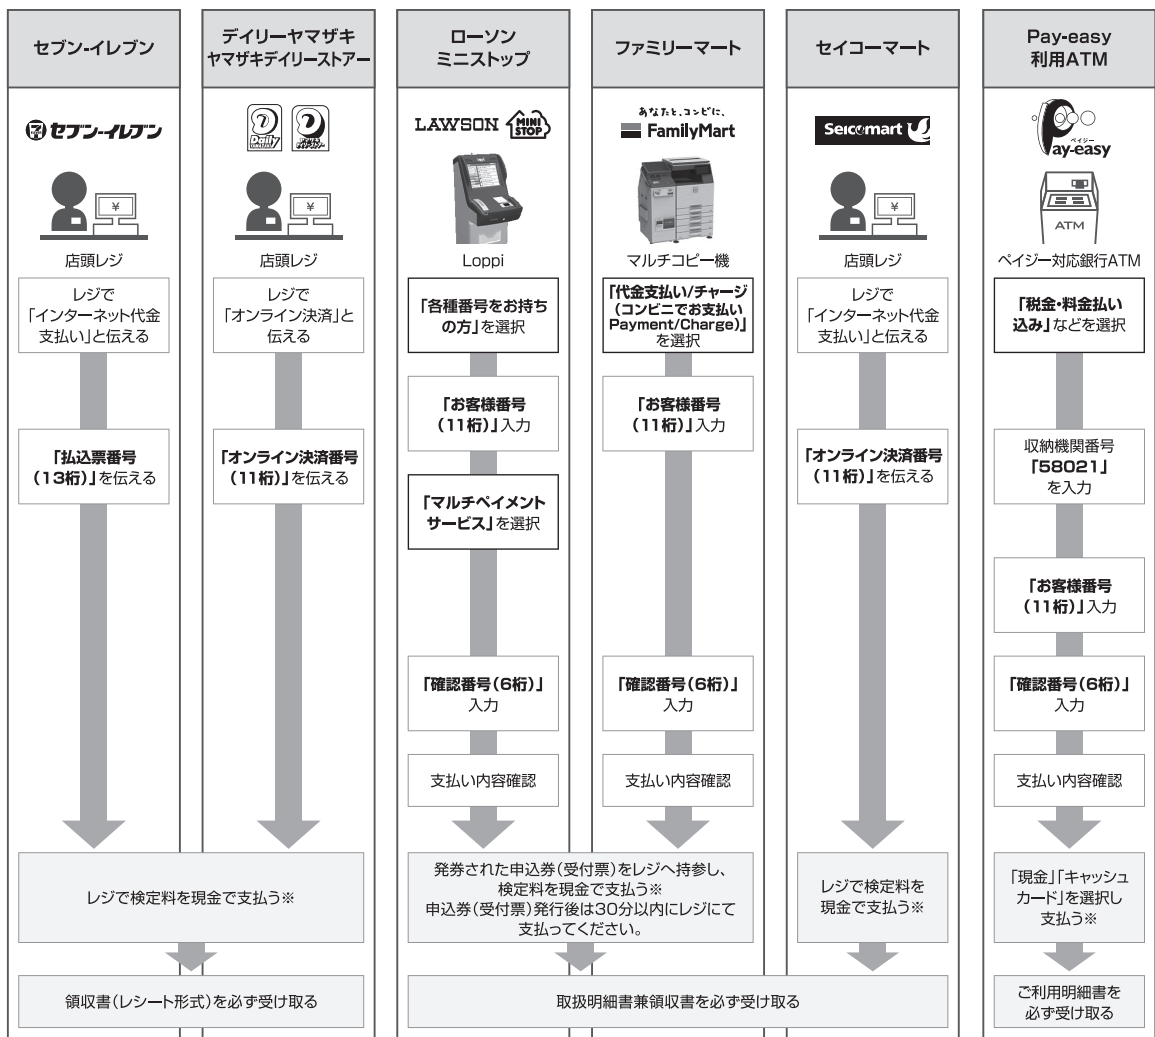 セブン-イレブン
セブン-イレブン
店頭レジ
レジで
「インターネット代金
支払い」と伝える
「払込票番号
(13桁)」を伝える
デイリーヤマザキ
ヤマザキデイリーストアー
Daily
店頭レジ
レジで
「オンライン決済」と
伝える
「オンライン決済番号
(11桁)」を伝える
レジで検定料を現金で支払う※
領収書(レシート形式)を必ず受け取る
ローソン
ミニストップ
LAWSON
MINI
STOP
Loppi
「各種番号をお持ち
の方」を選択
「お客様番号
(11桁)」入力
「マルチペイメント
サービス」を選択
「確認番号(6桁)」
入力
支払い内容確認
ファミリーマート
あなたと、コンビに、
FamilyMart
マルチコピー機
「代金支払い/チャージ
(コンビニでお支払い
Payment/Charge)」
を選択
「お客様番号
(11桁)」入力
「確認番号(6桁)」
入力
支払い内容確認
発券された申込券(受付票)をレジへ持参し、
検定料を現金で支払う※
申込券(受付票)発行後は30分以内にレジにて
支払ってください。
セイコーマート
Seicomart
店頭レジ
レジで
「インターネット代金
支払い」と伝える
「オンライン決済番号
(11桁)」を伝える
レジで検定料を
現金で支払う※
取扱明細書兼領収書を必ず受け取る
Pay-easy
利用ATM
ペイジー
Pay-easy
ATM
ペイジー対応銀行ATM
「税金・料金払い
込み」などを選択
収納機関番号
「58021」
を入力
「お客様番号
(11桁)」入力
「確認番号(6桁)」
入力
支払い内容確認
「現金」「キャッシュ
カード」を選択し
支払う※
ご利用明細書を
必ず受け取る